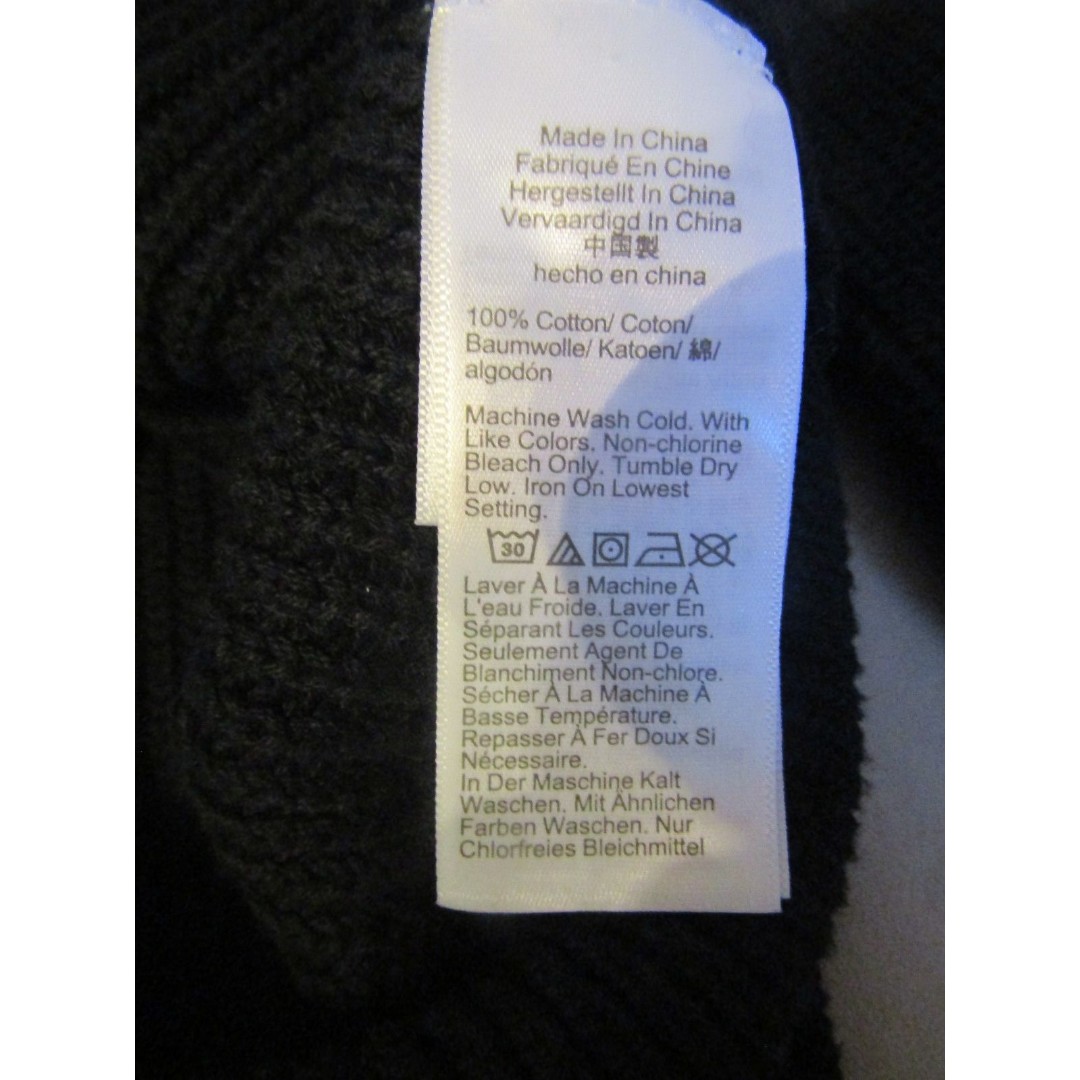 Made In China
Fabriqué En Chine
Hergestellt In China
Vervaardigd In China
中国製
hecho en china
100% Cotton/ Coton/
Baumwolle/ Katoen/ 綿/
algodón
Machine Wash Cold. With
Like Colors. Non-chlorine
Bleach Only. Tumble Dry
Low. Iron On Lowest
Setting.
30
Laver À La Machine À
L'eau Froide. Laver En
Séparant Les Couleurs.
Seulement Agent De
Blanchiment Non-chlore.
Sécher À La Machine À
Basse Température.
Repasser À Fer Doux Si
Nécessaire.
In Der Maschine Kalt
Waschen. Mit Ähnlichen
Farben Waschen. Nur
Chlorfreies Bleichmittel